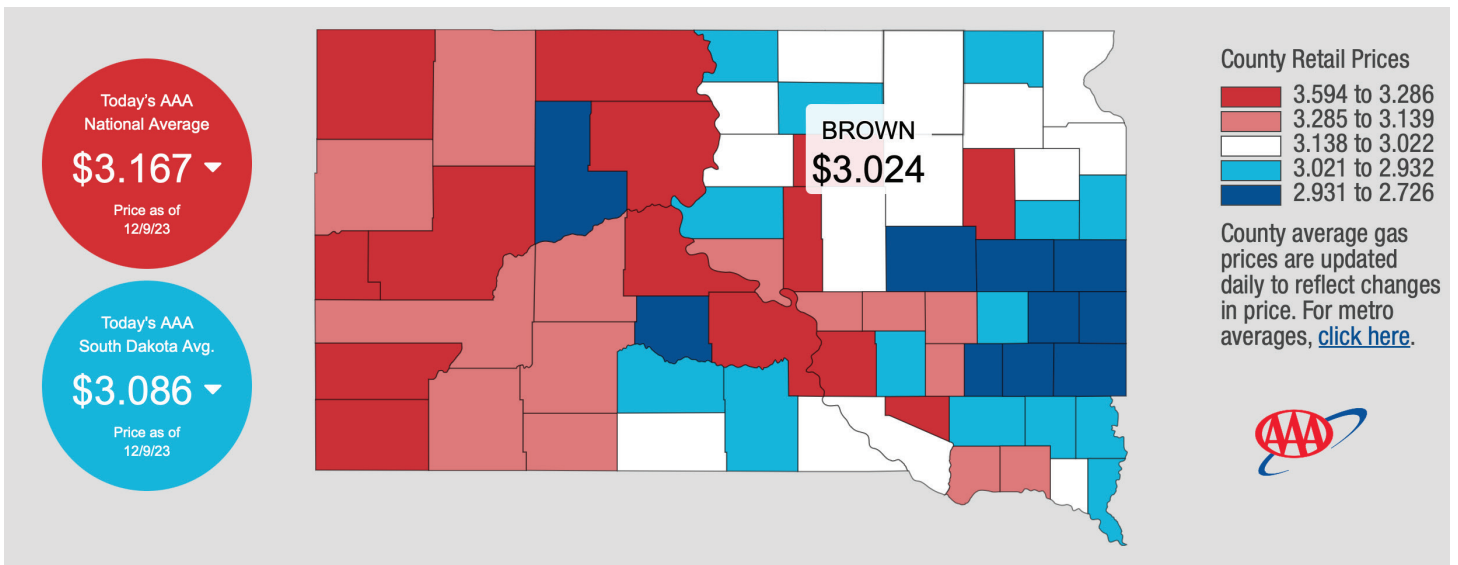 Today's AAA
National Average
$3.167
Price as of
12/9/23
Today's AAA
South Dakota Avg.
$3.086
Price as of
12/9/23
BROWN
$3.024
County Retail Prices
3.594 to 3.286
3.285 to 3.139
3.138 to 3.022
3.021 to 2.932
2.931 to 2.726
County average gas
prices are updated
daily to reflect changes
in price. For metro
averages, click here.
AAA